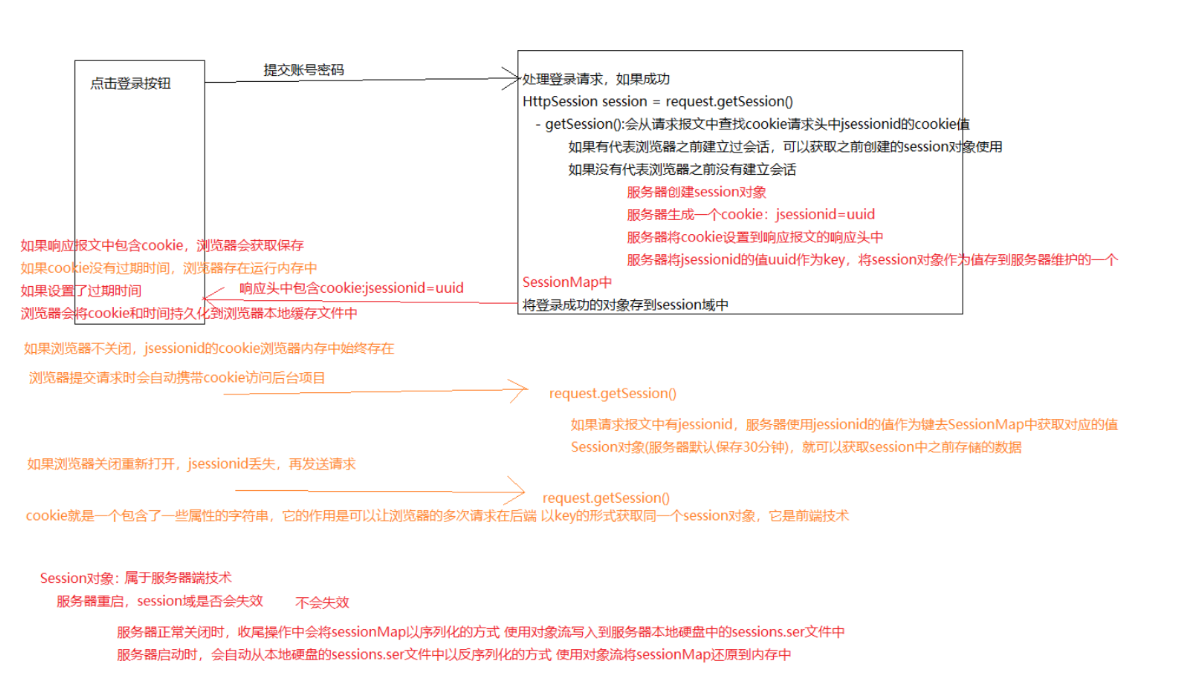 点击登录按钮
提交账号密码
处理登录请求，如果成功
HttpSession session = request.getSession()
- getSession():会从请求报文中查找cookie请求头中jsessionid的cookie值
如果有代表浏览器之前建立过会话，可以获取之前创建的session对象使用
如果没有代表浏览器之前没有建立会话
服务器创建session对象
服务器生成一个cookie：jsessionid=uuid
服务器将cookie设置到响应报文的响应头中
服务器将jsessionid的值uuid作为key，将session对象作为值存到服务器维护的一个
SessionMap中
将登录成功的对象存到session域中
如果响应报文中包含cookie，浏览器会获取保存
如果cookie没有过期时间，浏览器存在运行内存中
如果设置了过期时间
浏览器会将cookie和时间持久化到浏览器本地缓存文件中
响应头中包含cookie:jsessionid=uuid
如果浏览器不关闭，jsessionid的cookie浏览器内存中始终存在
浏览器提交请求时会自动携带cookie访问后台项目
request.getSession()
如果请求报文中有jessionid，服务器使用jessionid的值作为键去SessionMap中获取对应的值
Session对象(服务器默认保存30分钟)，就可以获取session中之前存储的数据
如果浏览器关闭重新打开，jsessionid丢失，再发送请求
request.getSession()
cookie就是一个包含了一些属性的字符串，它的作用是可以让浏览器的多次请求在后端 以key的形式获取同一个session对象，它是前端技术
Session对象：属于服务器端技术
服务器重启，session域是否会失效 不会失效
服务器正常关闭时，收尾操作中会将sessionMap以序列化的方式 使用对象流写入到服务器本地硬盘中的sessions.ser文件中
服务器启动时，会自动从本地硬盘的sessions.ser文件中以反序列化的方式 使用对象流将sessionMap还原到内存中